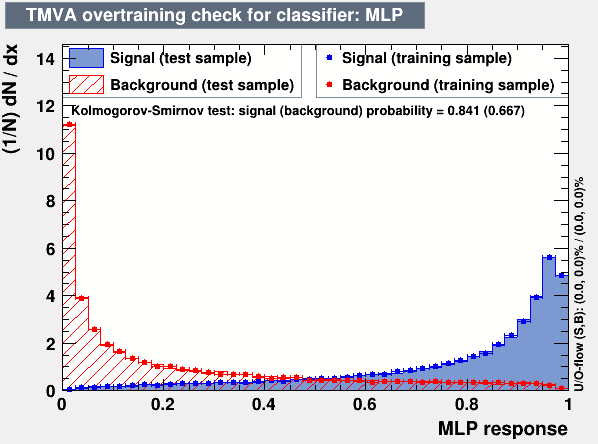 TMVA overtraining check for classifier: MLP
(1/N) dN / dx
Signal (test sample)
Background (test sample)
Signal (training sample)
Background (training sample)
Kolmogorov-Smirnov test: signal (background) probability = 0.841 (0.667)
14
12
10
8
6
4
2
0
0
0.2
0.4
0.6
0.8
1
MLP response
U/O-flow (S,B): (0.0, 0.0)% / (0.0, 0.0)%